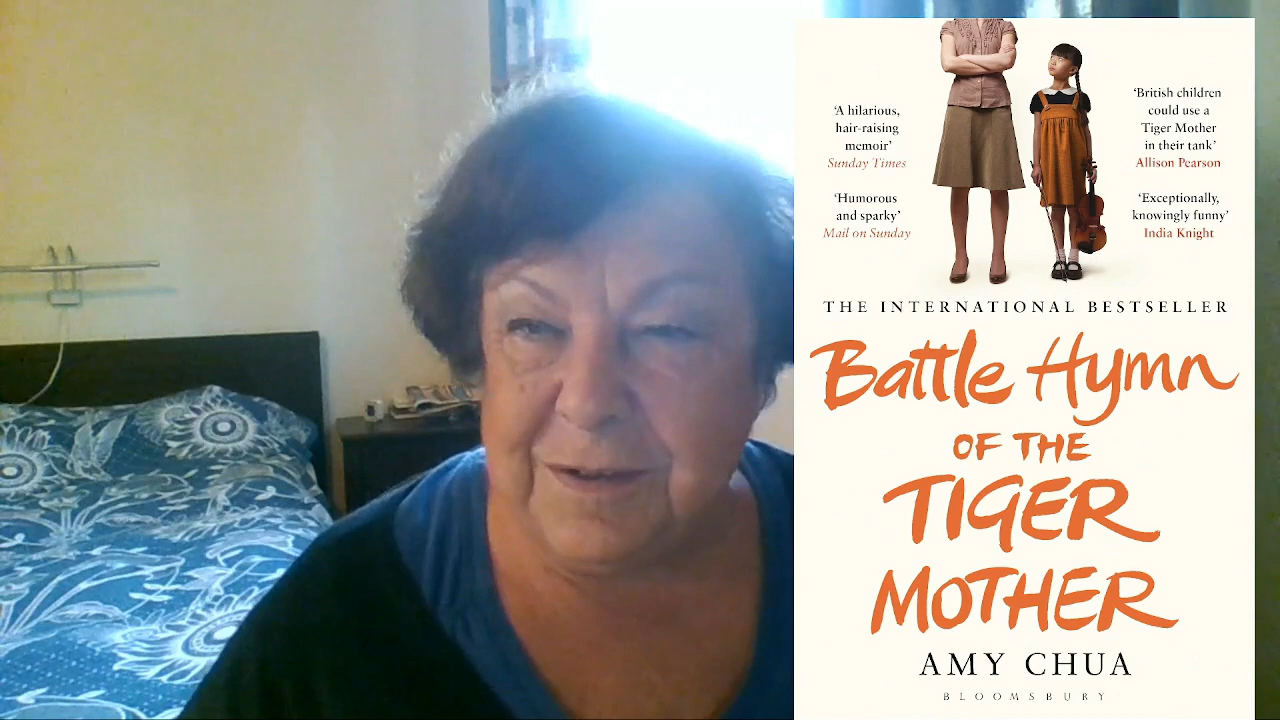 ‘A hilarious,
hair-raising
memoir’
Sunday Times
‘Humorous
and sparky’
Mail on Sunday
‘British children
could use a
Tiger Mother
in their tank’
Allison Pearson
‘Exceptionally,
knowingly funny’
India Knight
THE INTERNATIONAL BESTSELLER
Battle Hymn
OF THE
TIGER
MOTHER
AMY CHUA
BLOOMSBURY